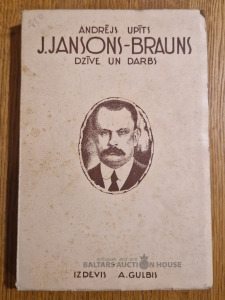 ANDRĒJS UPĪTS
J. JANSONS-BRAUNS
DZĪVE UN DARBS
BALTARS AUCTION HOUSE
IZDEVIS A. GULBIS